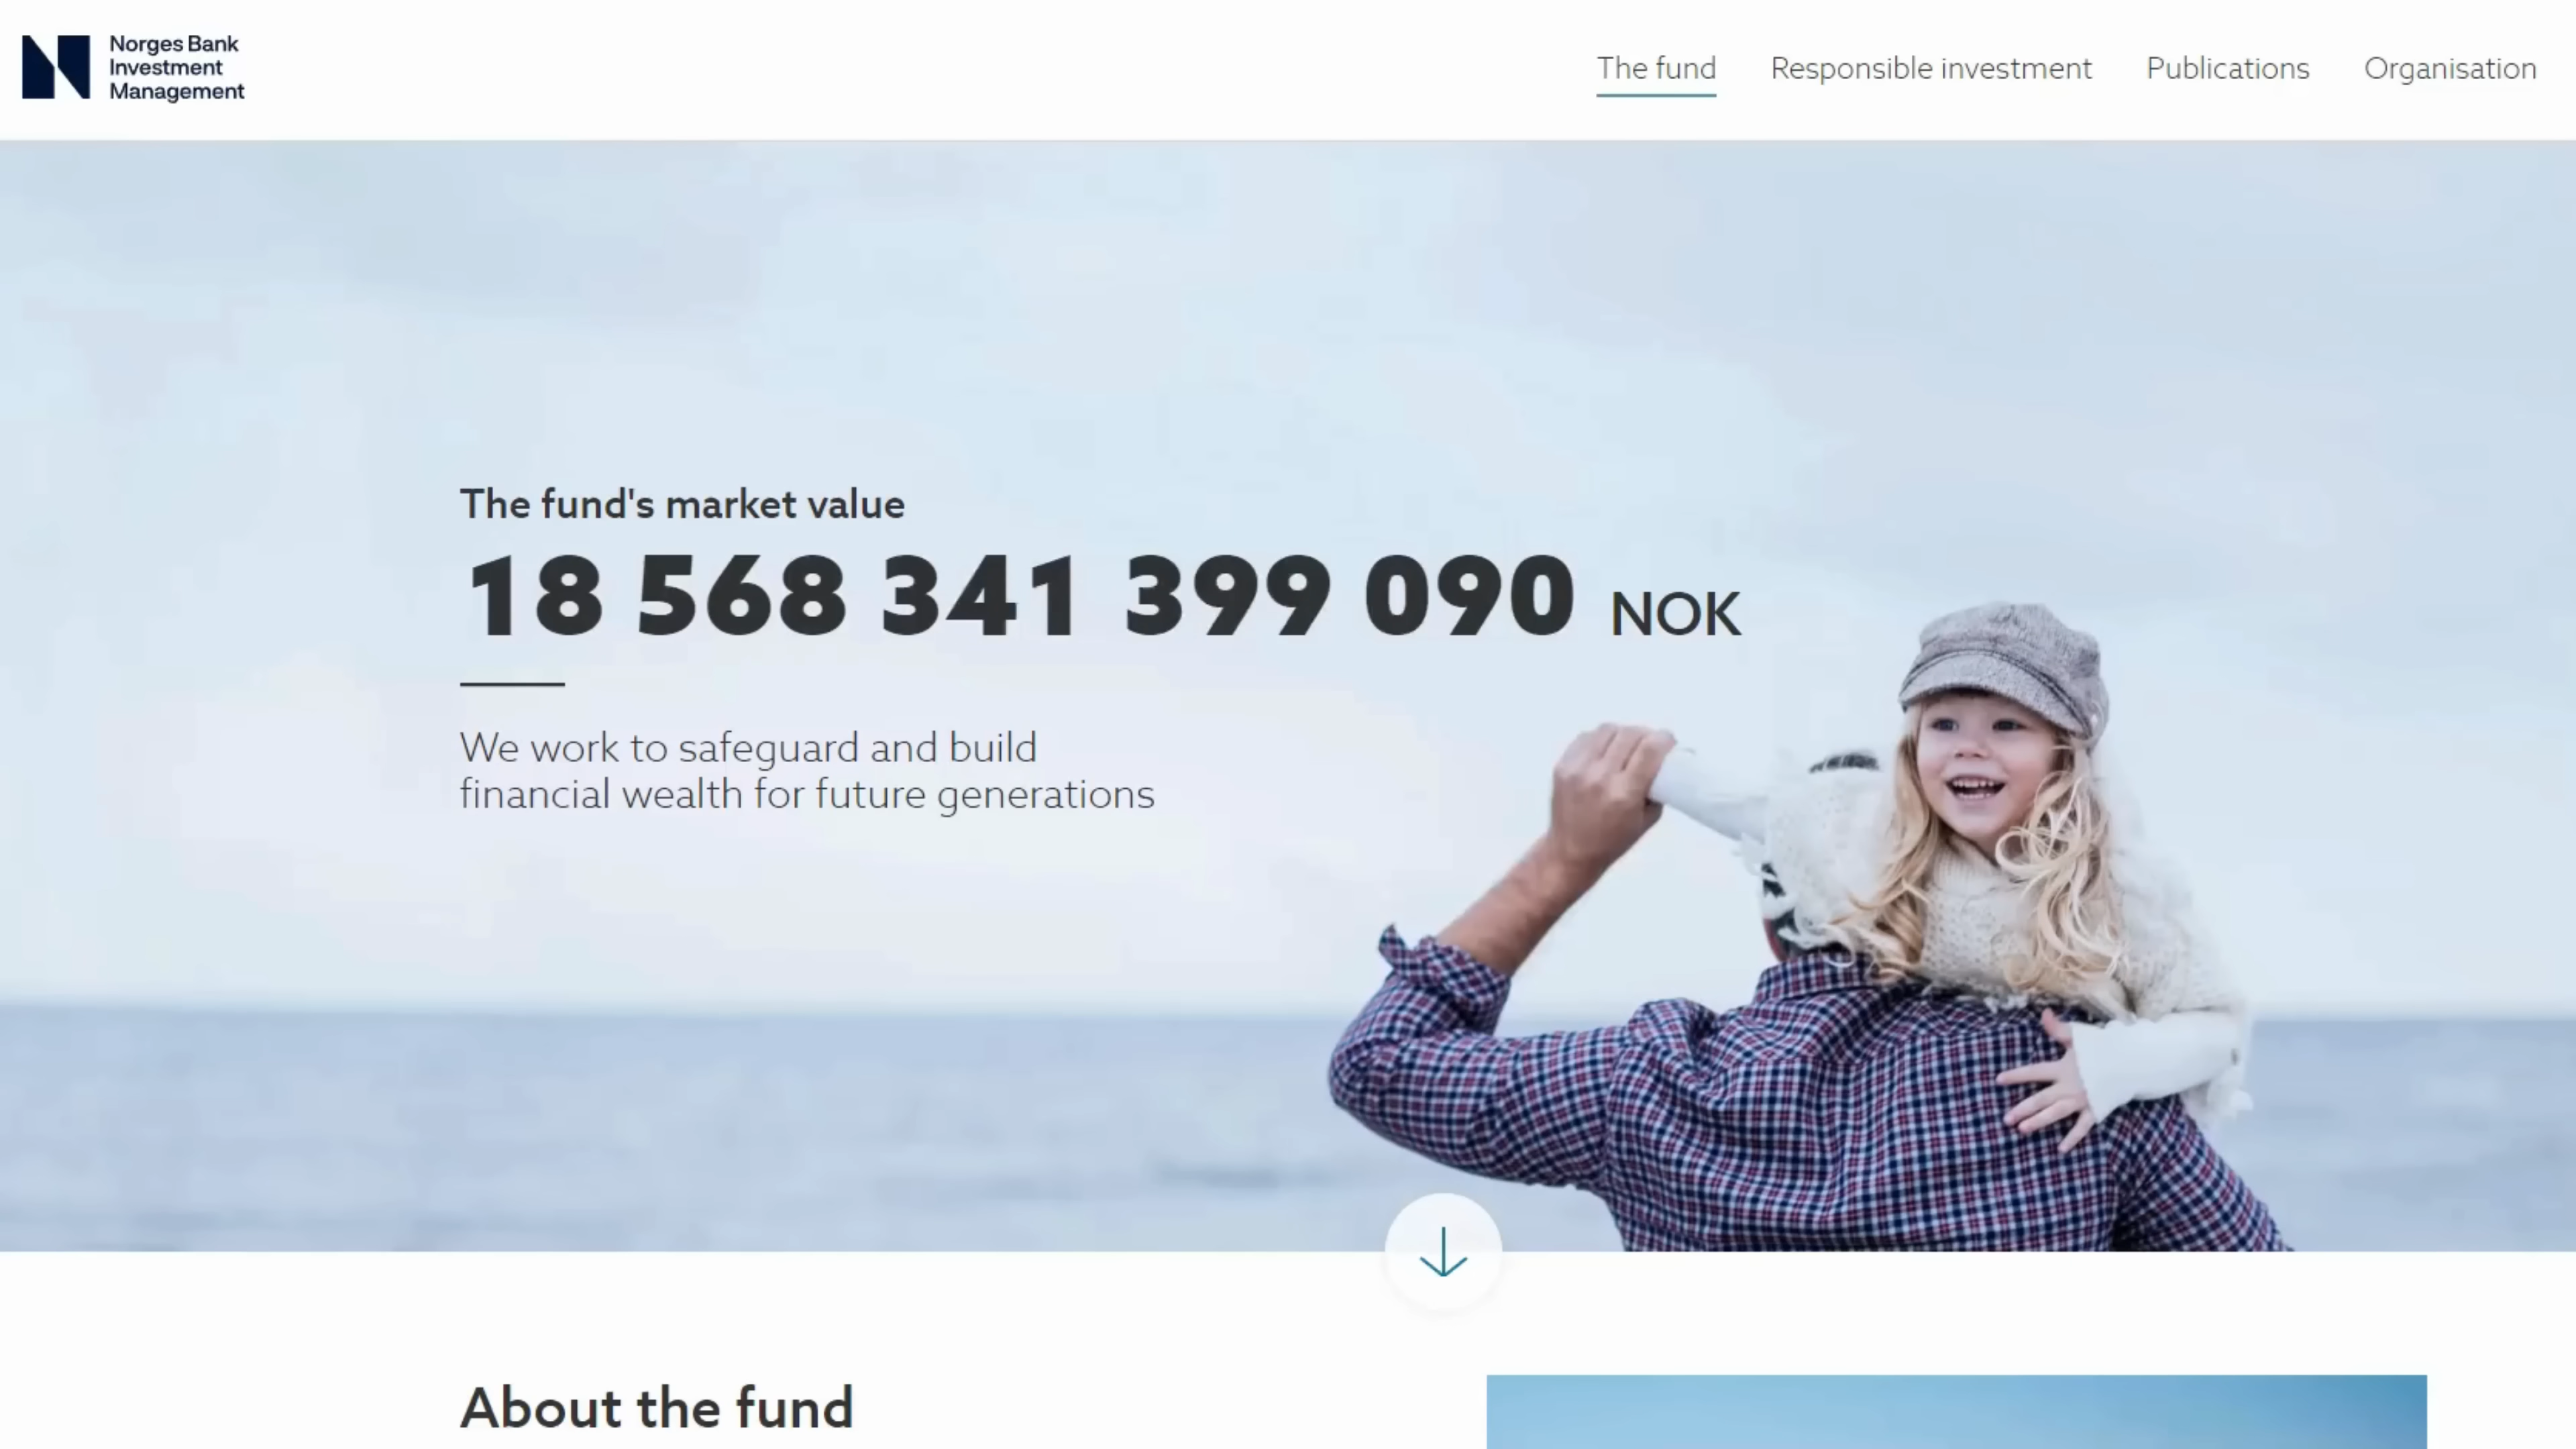 Norges Bank
Investment
Management
The fund
Responsible investment
Publications
Organisation
The fund's market value
18 568 341 399 090 NOK
We work to safeguard and build
financial wealth for future generations
About the fund